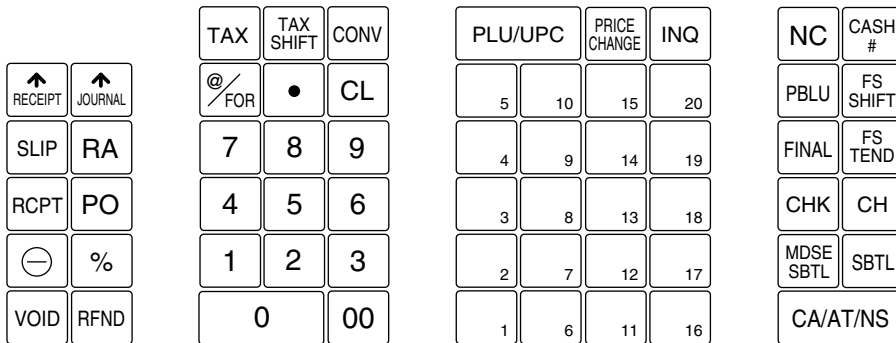 TAX TAX SHIFT CONV PLU/UPC PRICE CHANGE INQ NC CASH #
RECEIPT JOURNAL @/FOR • CL 5 10 15 20 PBLU FS SHIFT
SLIP RA 7 8 9 4 9 14 19 FINAL FS TEND
RCPT PO 4 5 6 3 8 13 18 CHK CH
⊖ % 1 2 3 2 7 12 17 MDSE SBTL SBTL
VOID RFND 0 00 1 6 11 16 CA/AT/NS